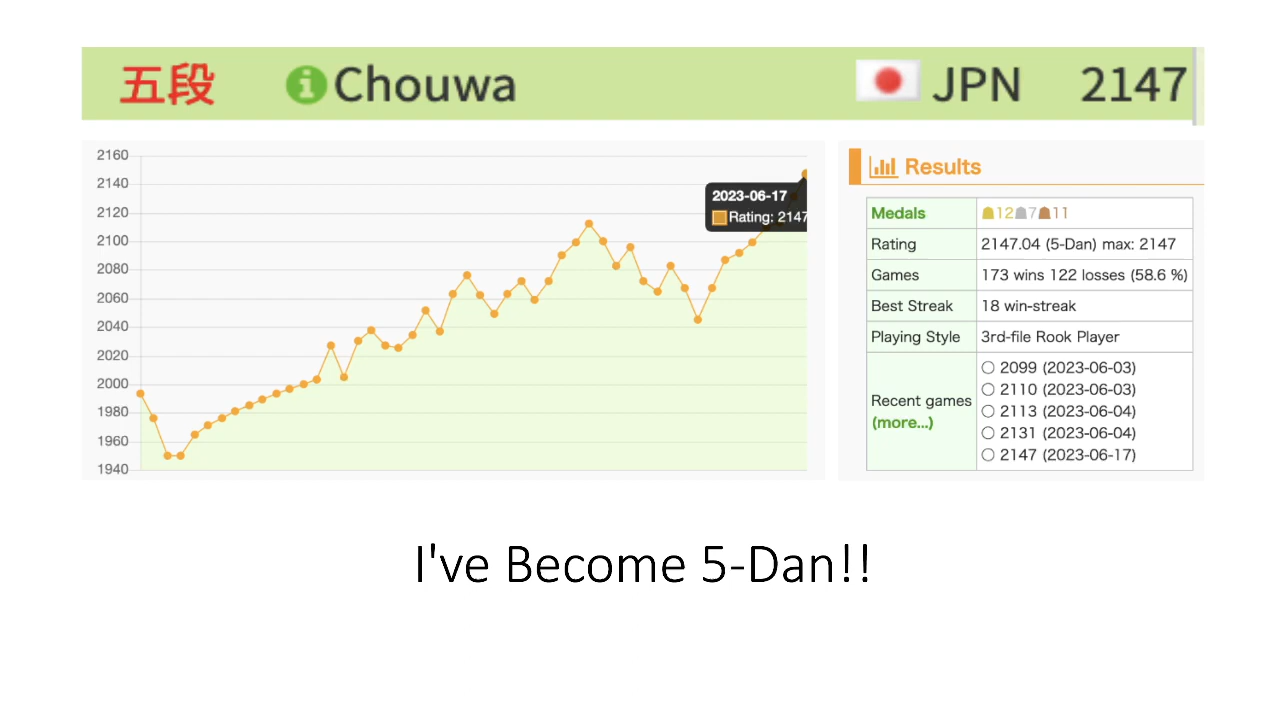 五段 Chouwa JPN 2147
2160
2140
2120
2100
2080
2060
2040
2020
2000
1980
1960
1940
2023-06-17
Rating: 2147
Results
Medals 12 7 11
Rating 2147.04 (5-Dan) max: 2147
Games 173 wins 122 losses (58.6 %)
Best Streak 18 win-streak
Playing Style 3rd-file Rook Player
Recent games
(more...)
○ 2099 (2023-06-03)
○ 2110 (2023-06-03)
○ 2113 (2023-06-04)
○ 2131 (2023-06-04)
○ 2147 (2023-06-17)
I've Become 5-Dan!!